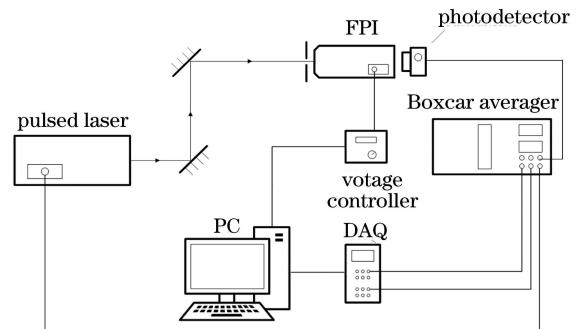 photodetector
FPI
Boxcar averager
pulsed laser
votage
controller
PC
DAQ